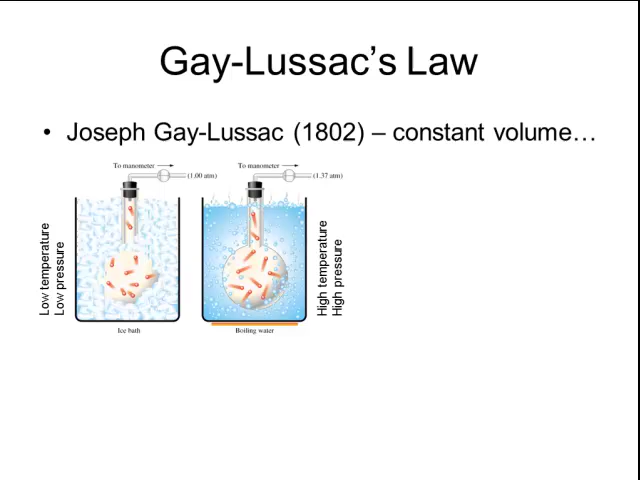 Gay-Lussac’s Law
• Joseph Gay-Lussac (1802) – constant volume…
To manometer
(1.00 atm)
To manometer
(1.37 atm)
Low temperature
Low pressure
High temperature
High pressure
Ice bath
Boiling water